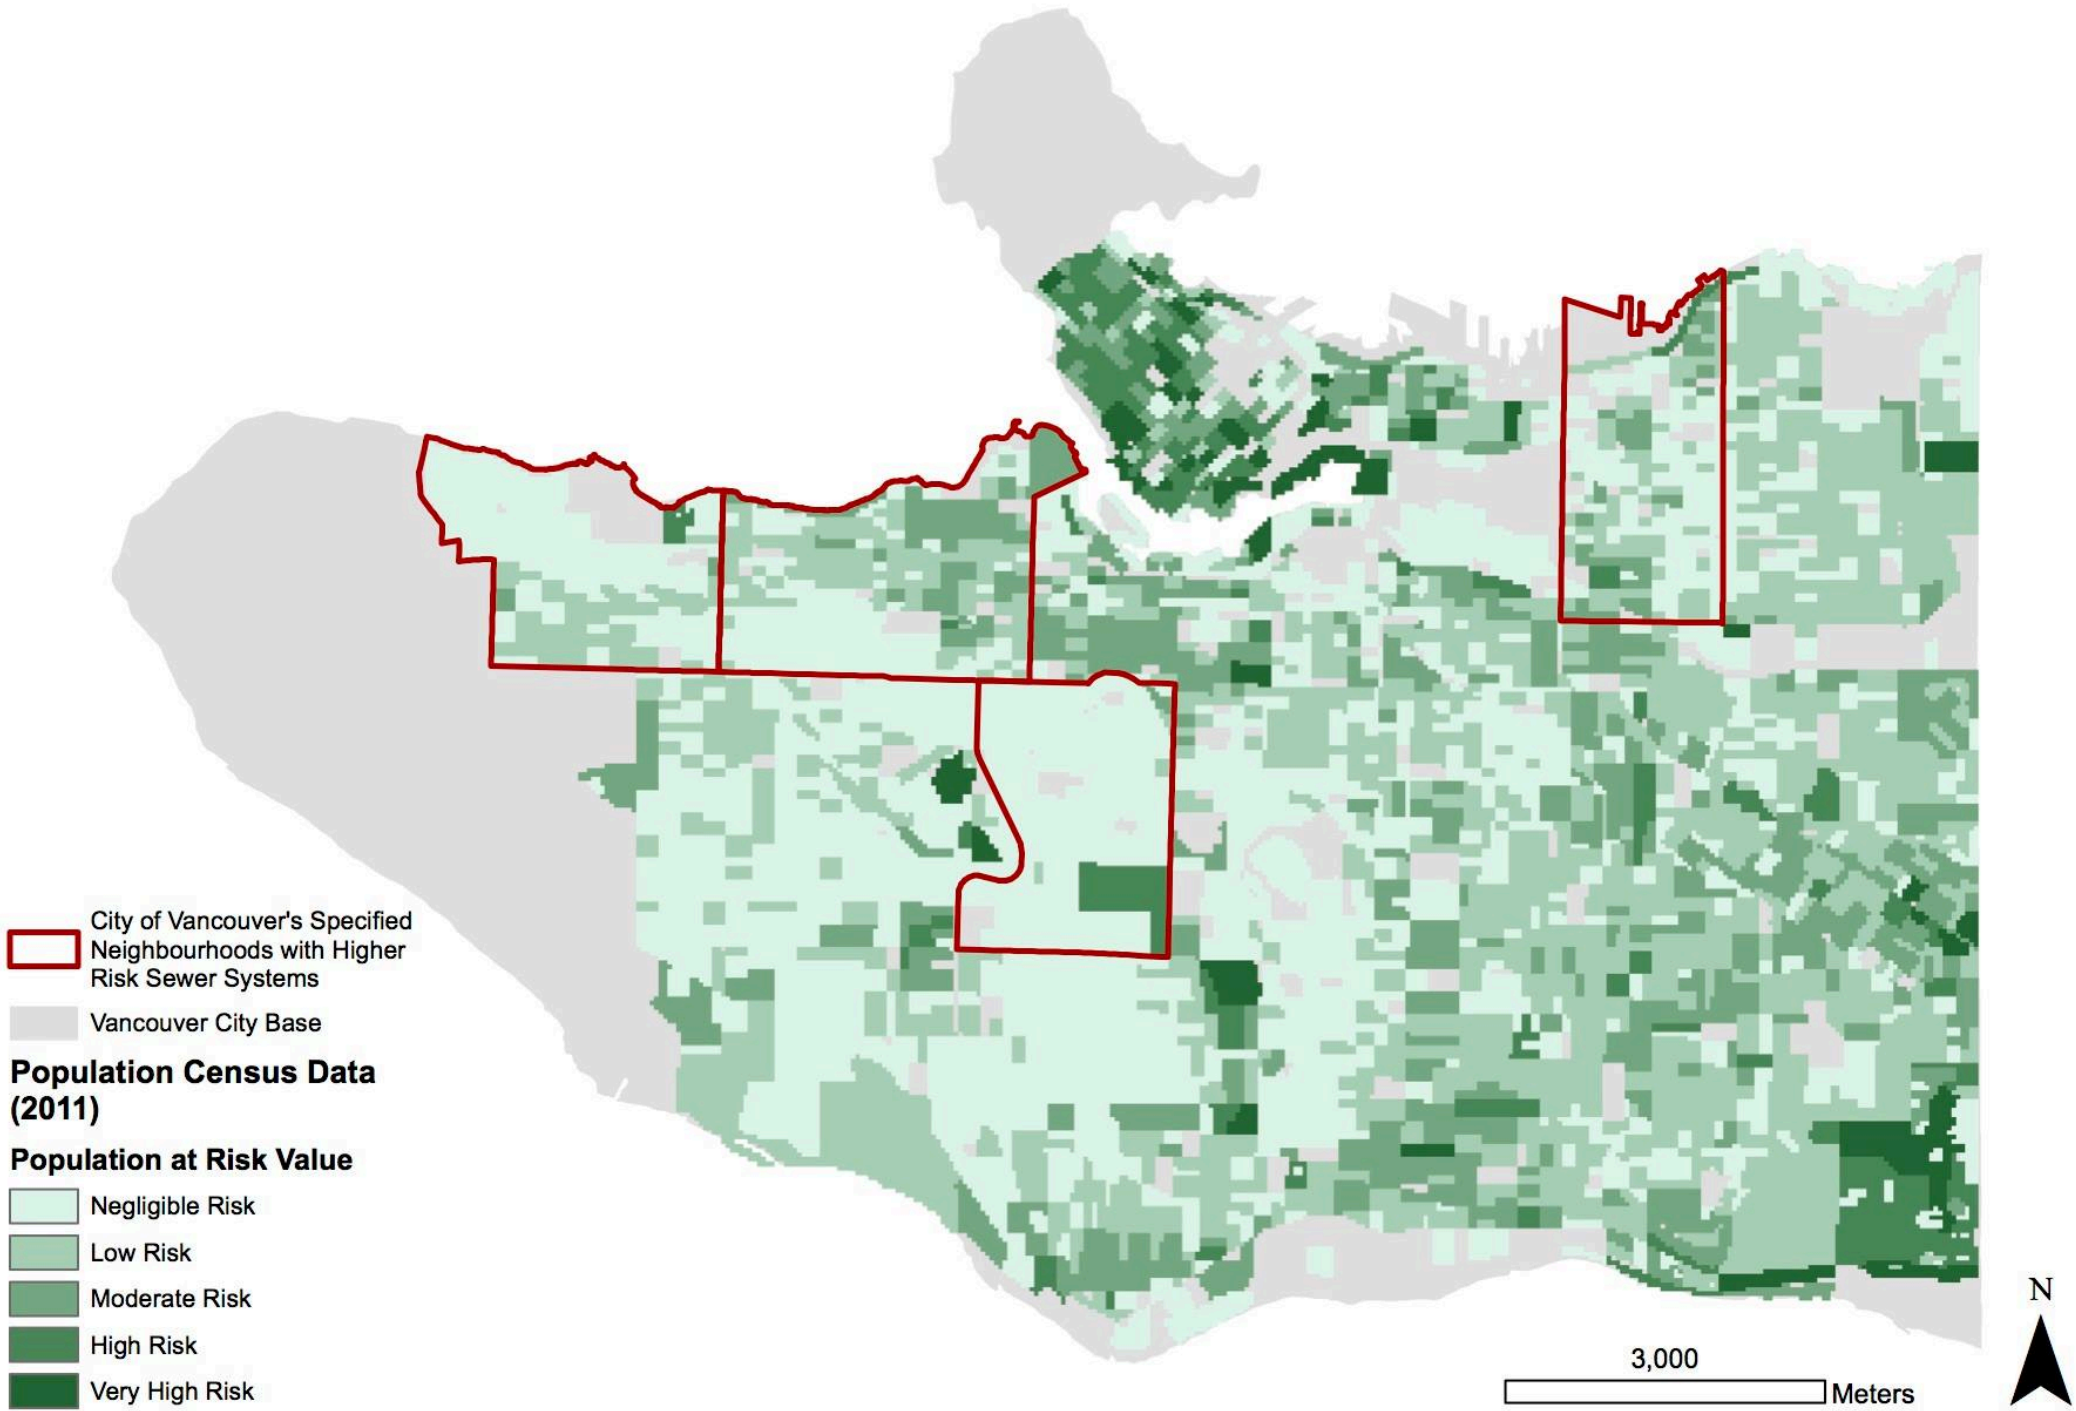 City of Vancouver's Specified
Neighbourhoods with Higher
Risk Sewer Systems
Vancouver City Base
Population Census Data
(2011)
Population at Risk Value
Negligible Risk
Low Risk
Moderate Risk
High Risk
Very High Risk
N
3,000
Meters